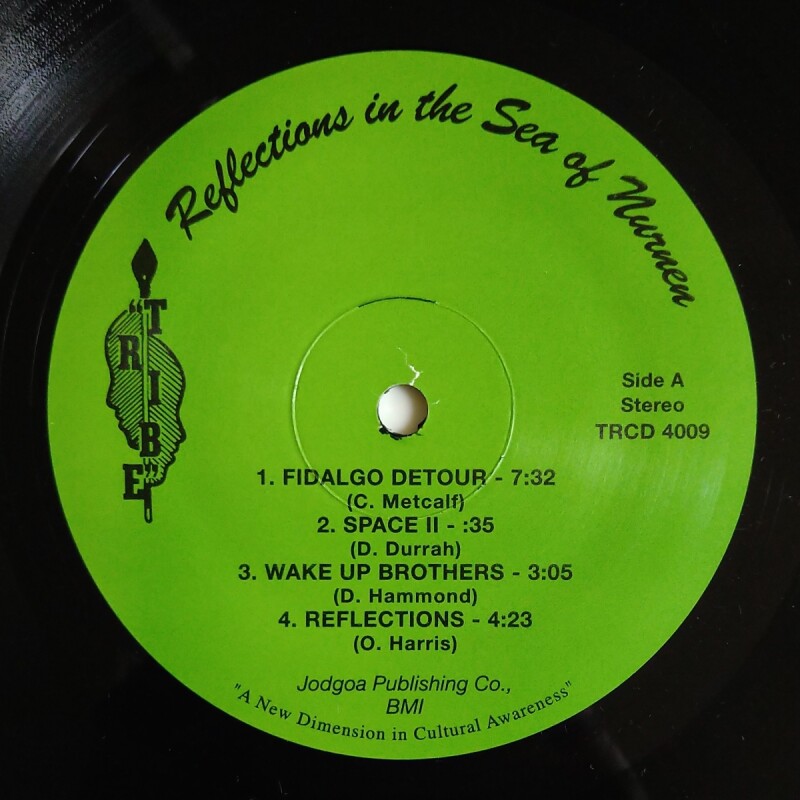 Reflections in the Sea of Nurnen
"TRIBE"
Side A
Stereo
TRCD 4009
1. FIDALGO DETOUR - 7:32
(C. Metcalf)
2. SPACE II - :35
(D. Durrah)
3. WAKE UP BROTHERS - 3:05
(D. Hammond)
4. REFLECTIONS - 4:23
(O. Harris)
Jodgoa Publishing Co.,
BMI
"A New Dimension in Cultural Awareness"